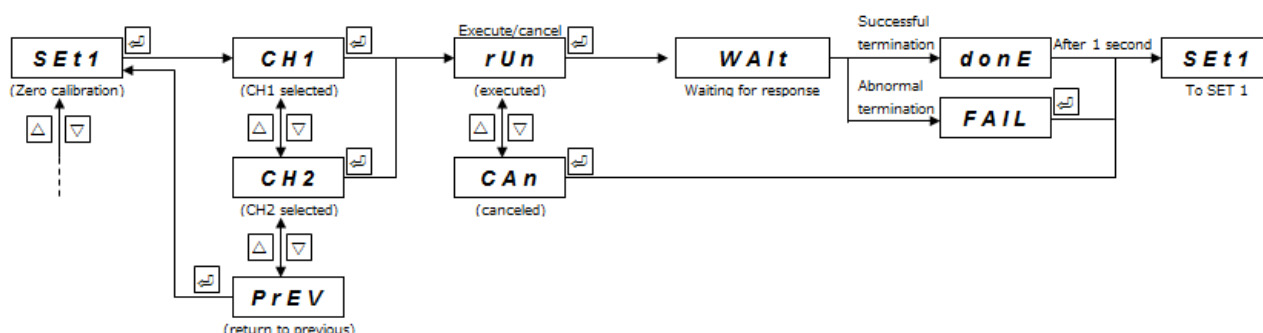 Execute/cancel
Successful
termination
After 1 second
SEt1
CH1
rUn
WAIt
donE
SEt1
(Zero calibration)
(CH1 selected)
(executed)
Waiting for response
To SET 1
Abnormal
termination
FAIL
CH2
CAn
(CH2 selected)
(canceled)
PrEV
(return to previous)